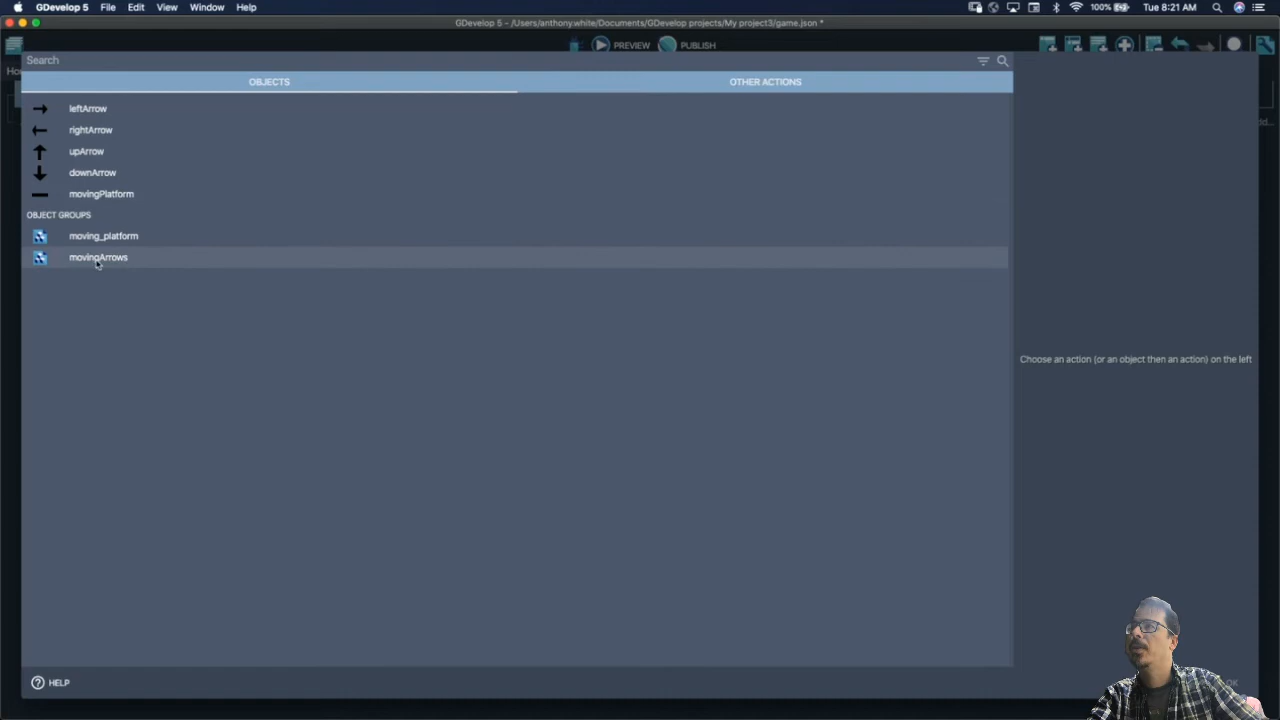 GDevelop 5 File Edit View Window Help 100% Tue 8:21 AM
GDevelop 5 - /Users/anthony.white/Documents/GDevelop projects/My project3/game.json *
PREVIEW PUBLISH
Search
OBJECTS OTHER ACTIONS
leftArrow
rightArrow
upArrow
downArrow
movingPlatform
OBJECT GROUPS
moving_platform
movingArrows
Choose an action (or an object then an action) on the left
? HELP
OK